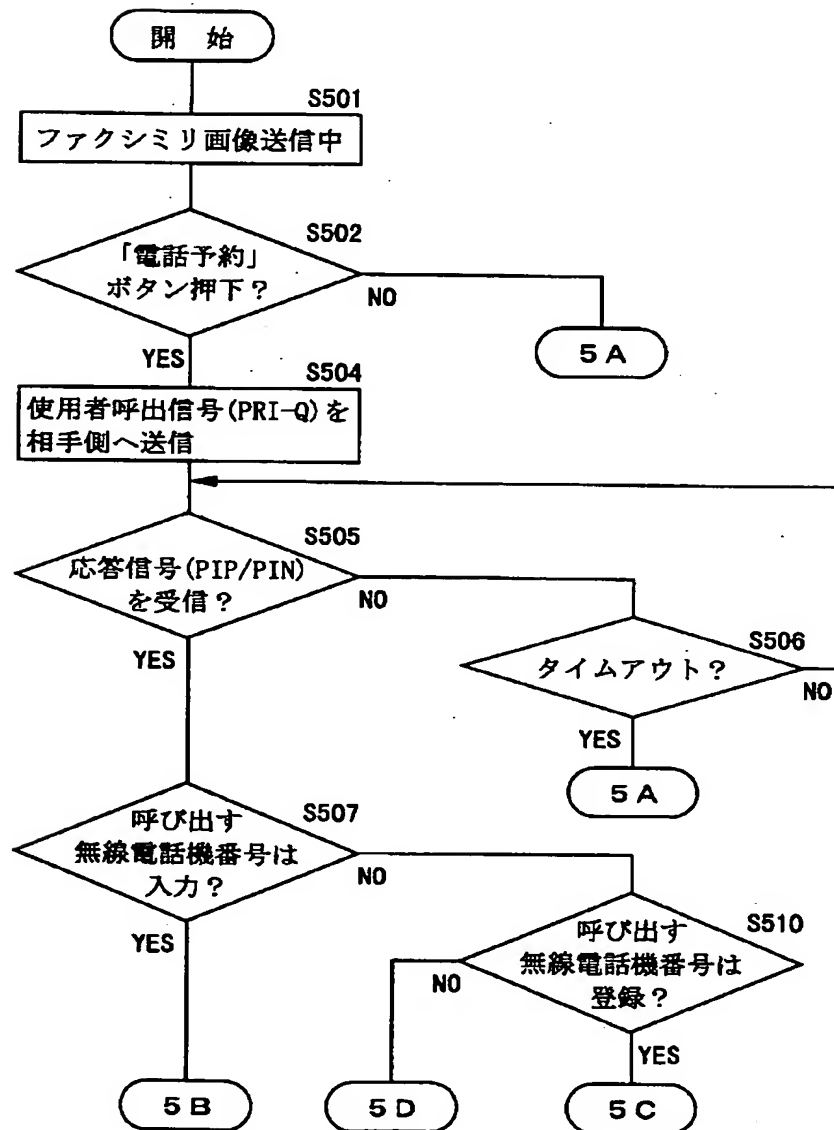 開 始
S501
ファクシミリ画像送信中
S502
「電話予約」
ボタン押下？
NO
YES
5A
S504
使用者呼出信号(PRI-Q)を
相手側へ送信
S505
応答信号(PIP/PIN)
を受信？
NO
YES
S506
タイムアウト？
NO
YES
5A
S507
呼び出す
無線電話機番号は
入力？
NO
YES
S510
呼び出す
無線電話機番号は
登録？
NO
YES
5B
5D
5C